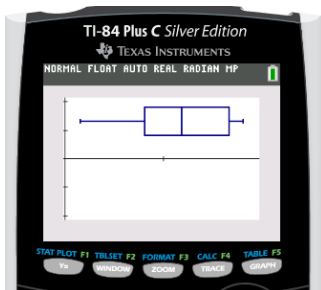 TI-84 Plus C Silver Edition
TEXAS INSTRUMENTS
NORMAL FLOAT AUTO REAL RADIAN MP
STAT PLOT F1 TBLSET F2 FORMAT F3 CALC F4 TABLE F5
Y= WINDOW ZOOM TRACE GRAPH